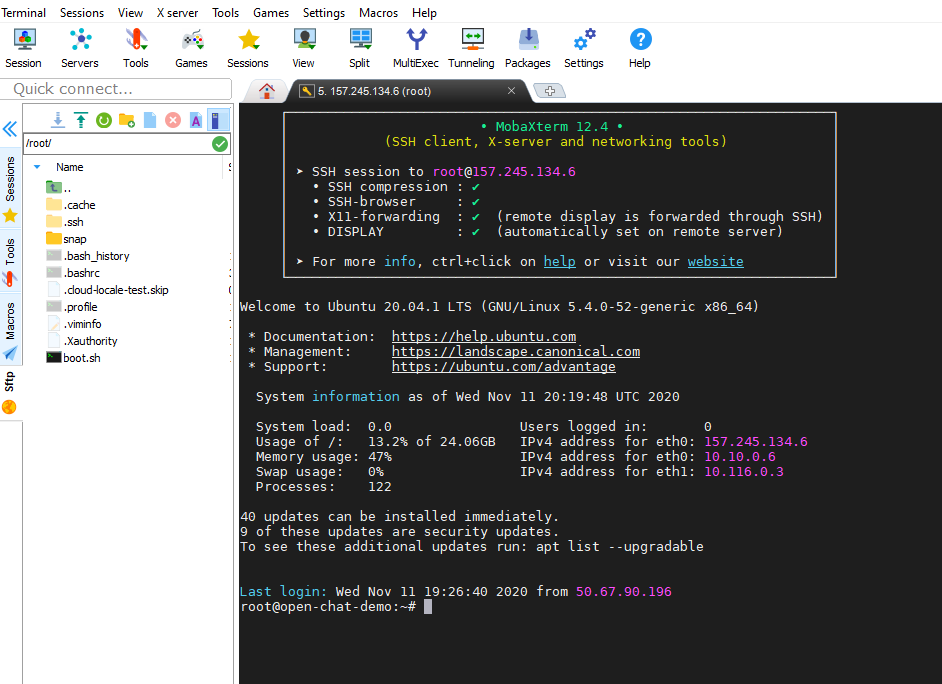 Terminal Sessions View X server Tools Games Settings Macros Help
Session Servers Tools Games Sessions View Split MultiExec Tunneling Packages Settings Help
Quick connect...
5. 157.245.134.6 (root)
/root/
Name
..
.cache
.ssh
snap
.bash_history
.bashrc
.cloud-locale-test.skip
.profile
.viminfo
.Xauthority
boot.sh
Sessions
Tools
Macros
Sftp
• MobaXterm 12.4 •
(SSH client, X-server and networking tools)
➤ SSH session to root@157.245.134.6
• SSH compression : ✔
• SSH-browser : ✔
• X11-forwarding : ✔ (remote display is forwarded through SSH)
• DISPLAY : ✔ (automatically set on remote server)
➤ For more info, ctrl+click on help or visit our website
Welcome to Ubuntu 20.04.1 LTS (GNU/Linux 5.4.0-52-generic x86_64)
* Documentation: https://help.ubuntu.com
* Management: https://landscape.canonical.com
* Support: https://ubuntu.com/advantage
System information as of Wed Nov 11 20:19:48 UTC 2020
System load: 0.0 Users logged in: 0
Usage of /: 13.2% of 24.06GB IPv4 address for eth0: 157.245.134.6
Memory usage: 47% IPv4 address for eth0: 10.10.0.6
Swap usage: 0% IPv4 address for eth1: 10.116.0.3
Processes: 122
40 updates can be installed immediately.
9 of these updates are security updates.
To see these additional updates run: apt list --upgradable
Last login: Wed Nov 11 19:26:40 2020 from 50.67.90.196
root@open-chat-demo:~#